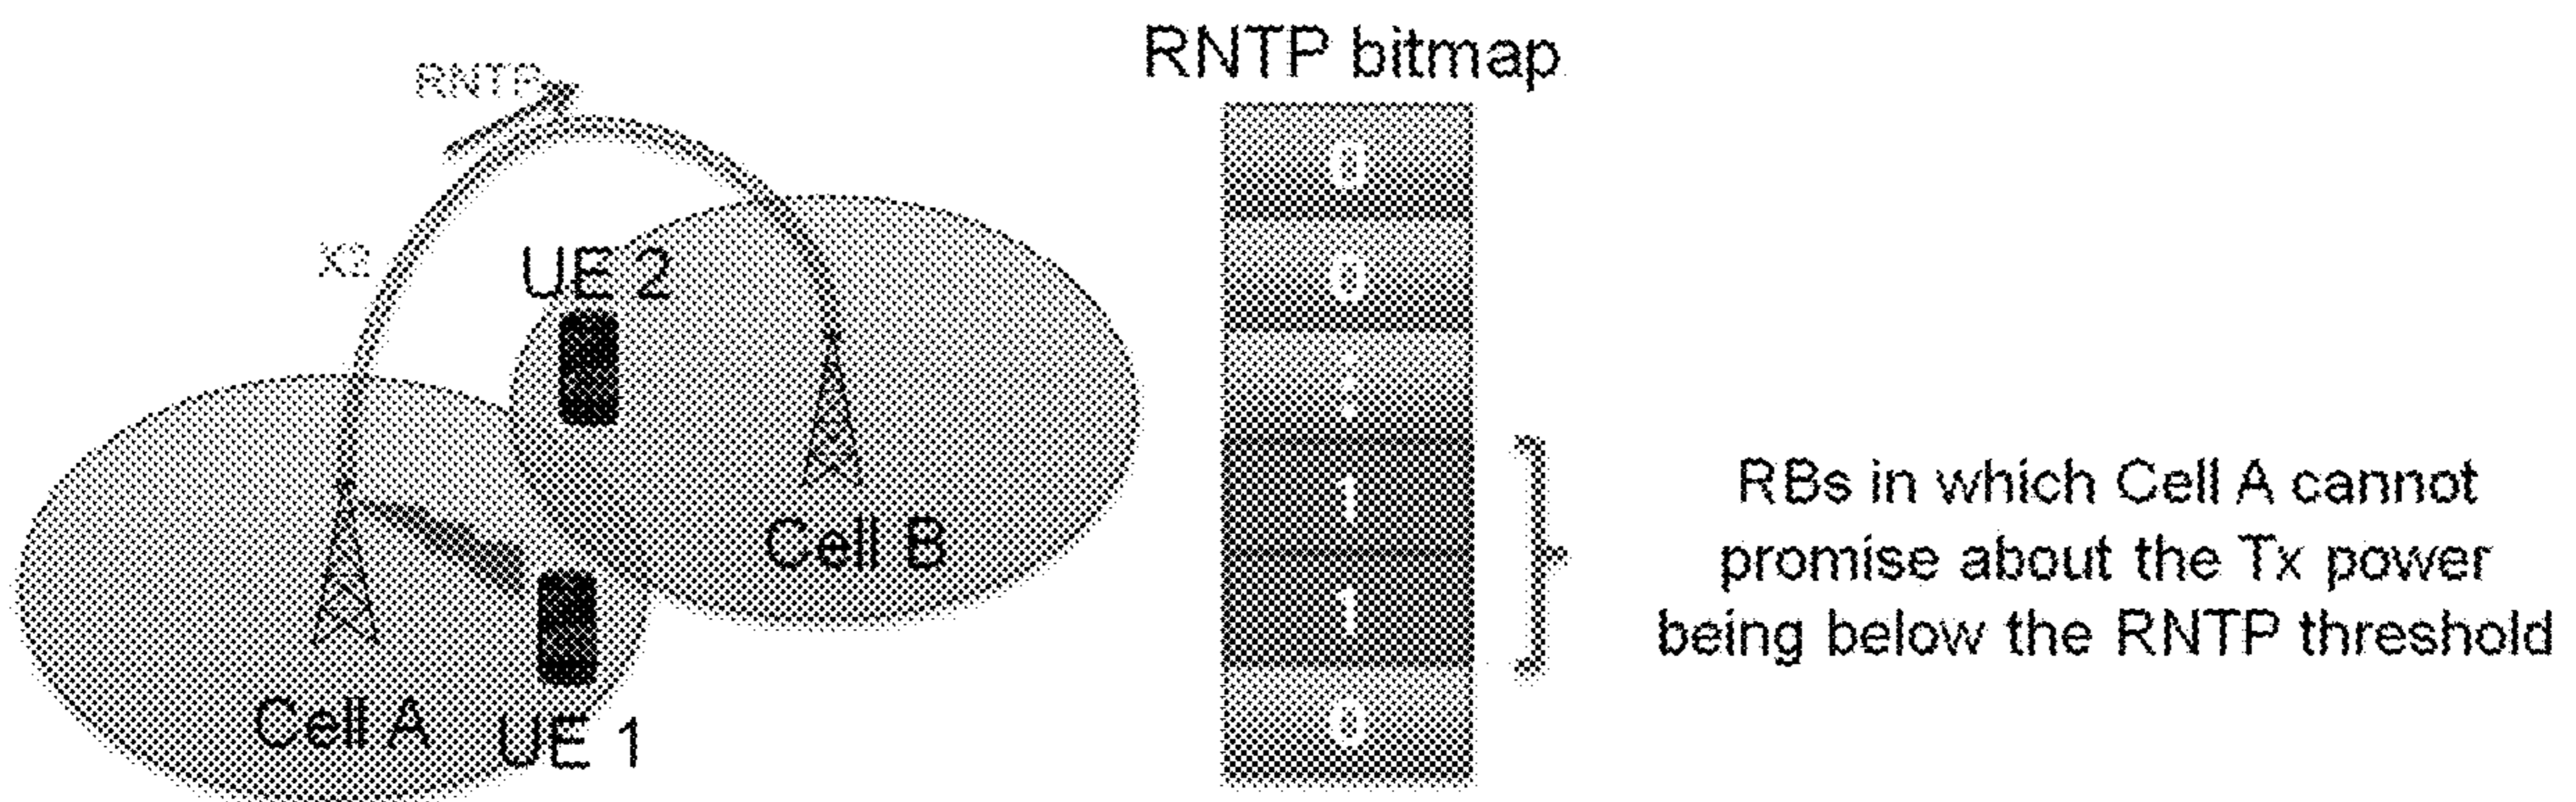 RNTP
X2
UE 2
Cell B
Cell A
UE 1
RNTP bitmap
0
0
:
1
1
0
RBs in which Cell A cannot
promise about the Tx power
being below the RNTP threshold